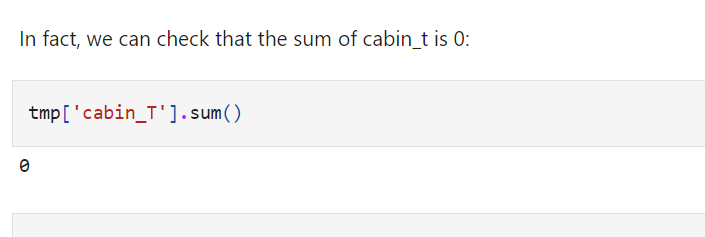 In fact, we can check that the sum of cabin_t is 0:
tmp['cabin_T'].sum()
0